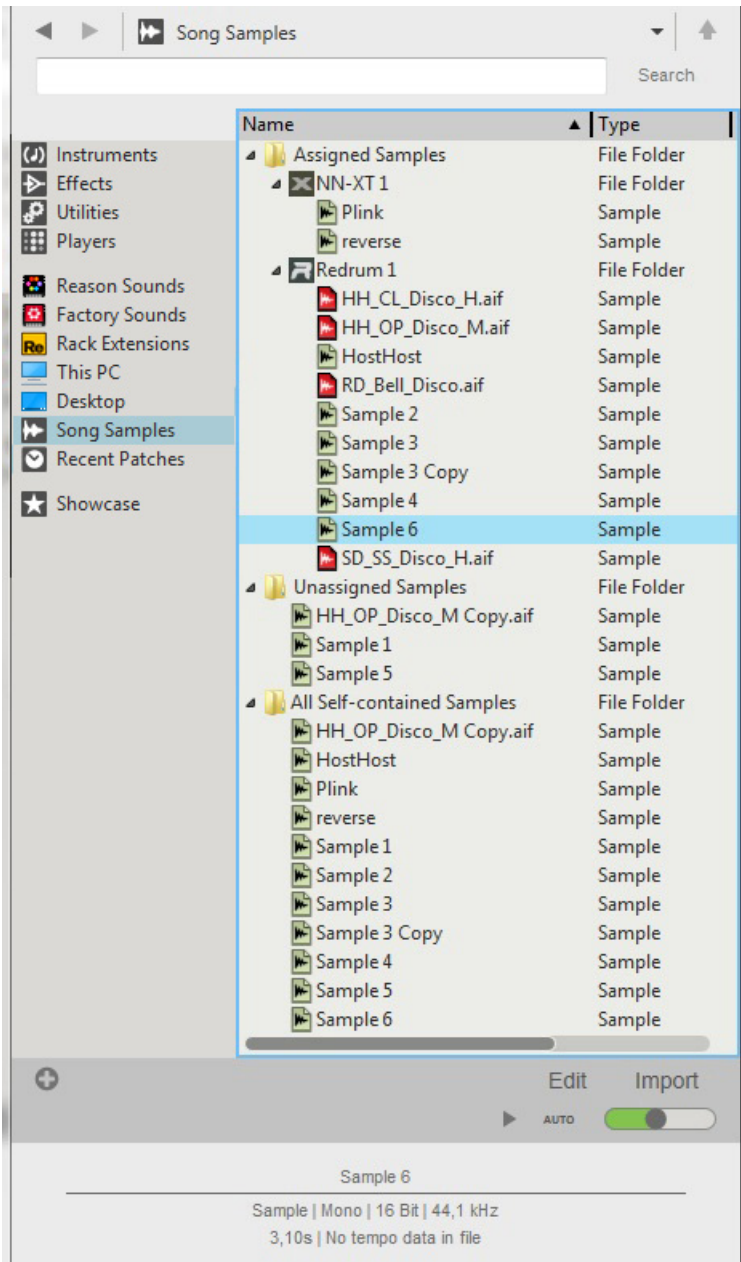 Song Samples
Search
Name Type
Instruments
Effects
Utilities
Players
Reason Sounds
Factory Sounds
Re Rack Extensions
This PC
Desktop
Song Samples
Recent Patches
Showcase
Assigned Samples File Folder
NN-XT 1 File Folder
Plink Sample
reverse Sample
Redrum 1 File Folder
HH_CL_Disco_H.aif Sample
HH_OP_Disco_M.aif Sample
HostHost Sample
RD_Bell_Disco.aif Sample
Sample 2 Sample
Sample 3 Sample
Sample 3 Copy Sample
Sample 4 Sample
Sample 6 Sample
SD_SS_Disco_H.aif Sample
Unassigned Samples File Folder
HH_OP_Disco_M Copy.aif Sample
Sample 1 Sample
Sample 5 Sample
All Self-contained Samples File Folder
HH_OP_Disco_M Copy.aif Sample
HostHost Sample
Plink Sample
reverse Sample
Sample 1 Sample
Sample 2 Sample
Sample 3 Sample
Sample 3 Copy Sample
Sample 4 Sample
Sample 5 Sample
Sample 6 Sample
Edit Import
AUTO
Sample 6
Sample | Mono | 16 Bit | 44,1 kHz
3,10s | No tempo data in file